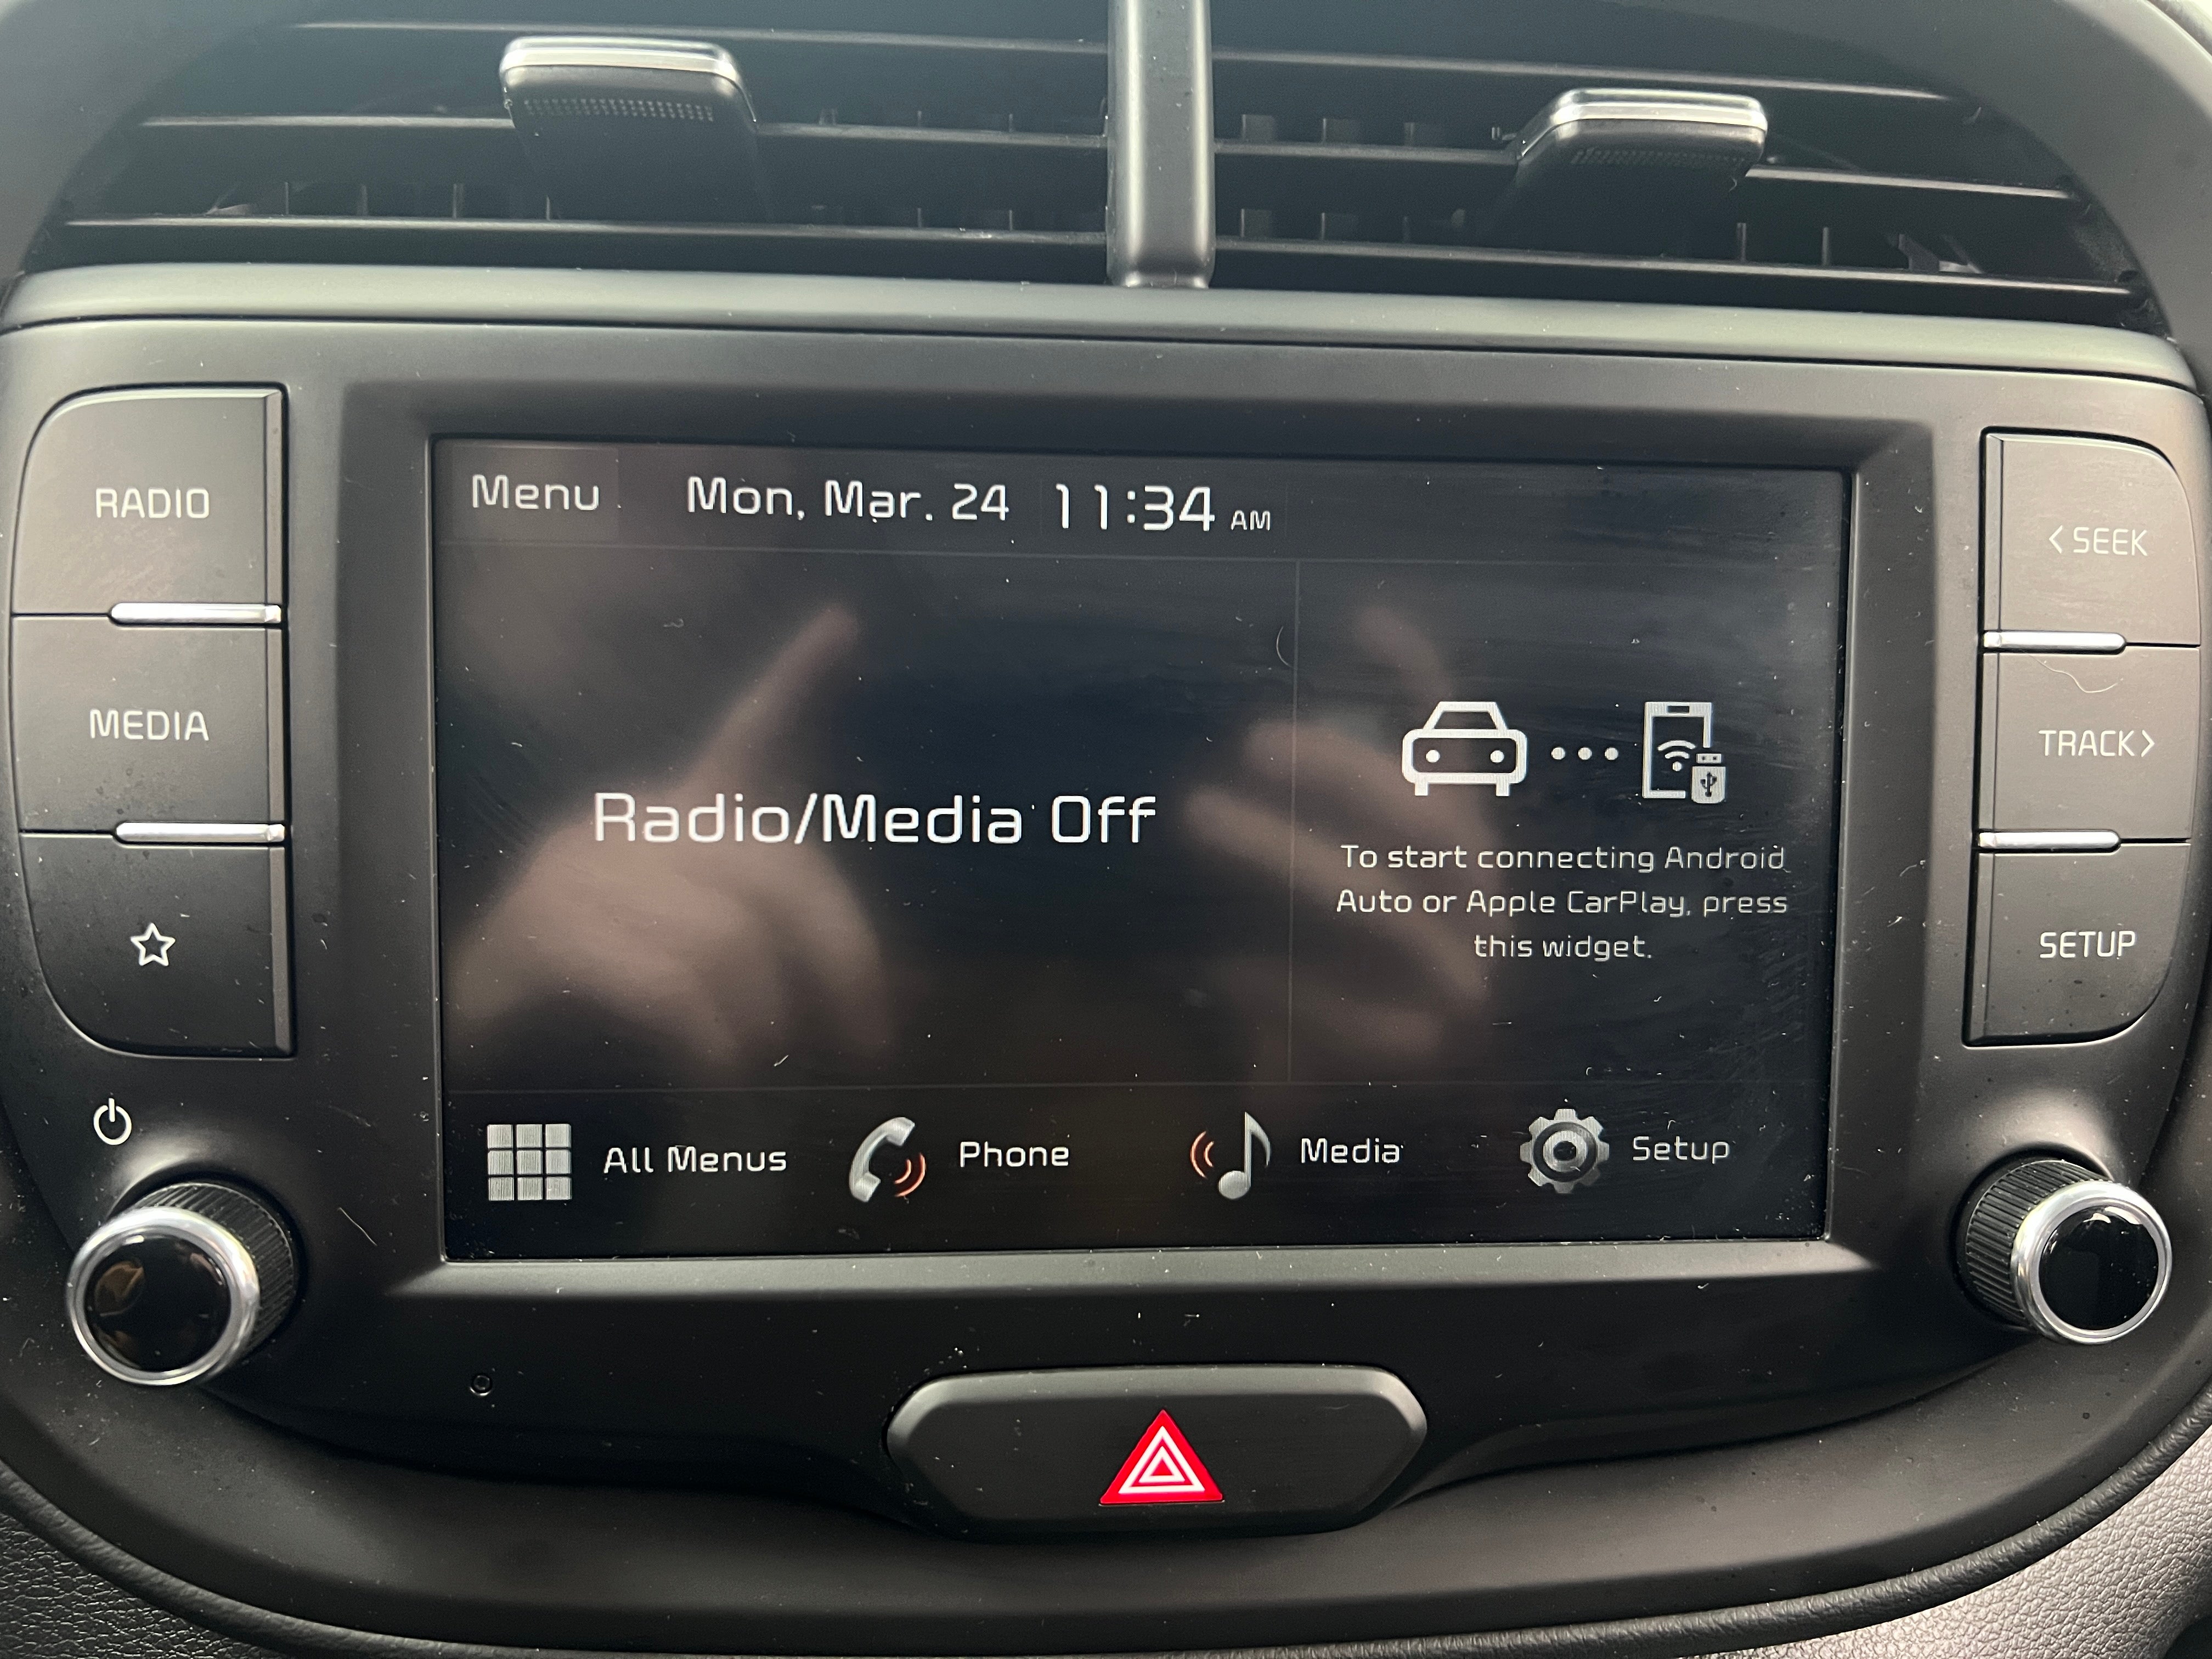 Menu
Mon, Mar. 24 11:34 AM
RADIO
MEDIA
Radio/Media Off
To start connecting Android
Auto or Apple CarPlay, press
this widget.
All Menus
Phone
Media
Setup
< SEEK
TRACK >
SETUP